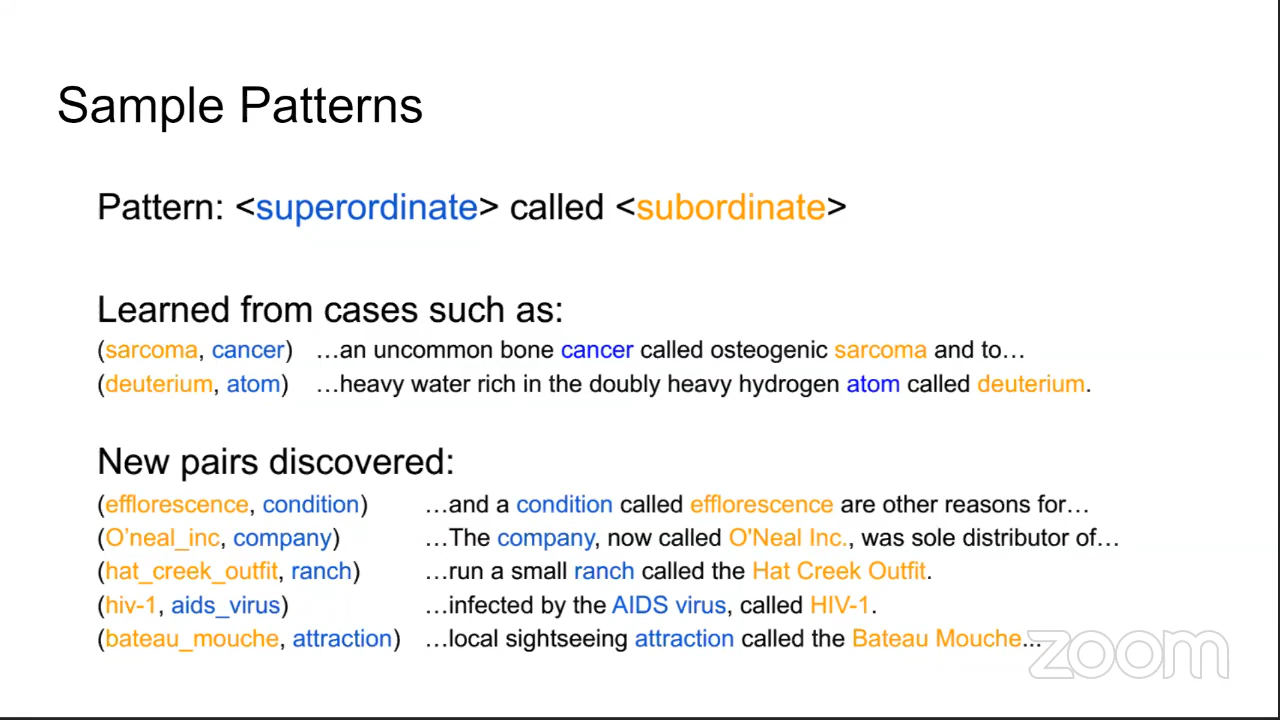 Sample Patterns
Pattern: <superordinate> called <subordinate>
Learned from cases such as:
(sarcoma, cancer) …an uncommon bone cancer called osteogenic sarcoma and to…
(deuterium, atom) …heavy water rich in the doubly heavy hydrogen atom called deuterium.
New pairs discovered:
(efflorescence, condition) …and a condition called efflorescence are other reasons for…
(O’neal_inc, company) …The company, now called O'Neal Inc., was sole distributor of…
(hat_creek_outfit, ranch) …run a small ranch called the Hat Creek Outfit.
(hiv-1, aids_virus) …infected by the AIDS virus, called HIV-1.
(bateau_mouche, attraction) …local sightseeing attraction called the Bateau Mouche...
zoom